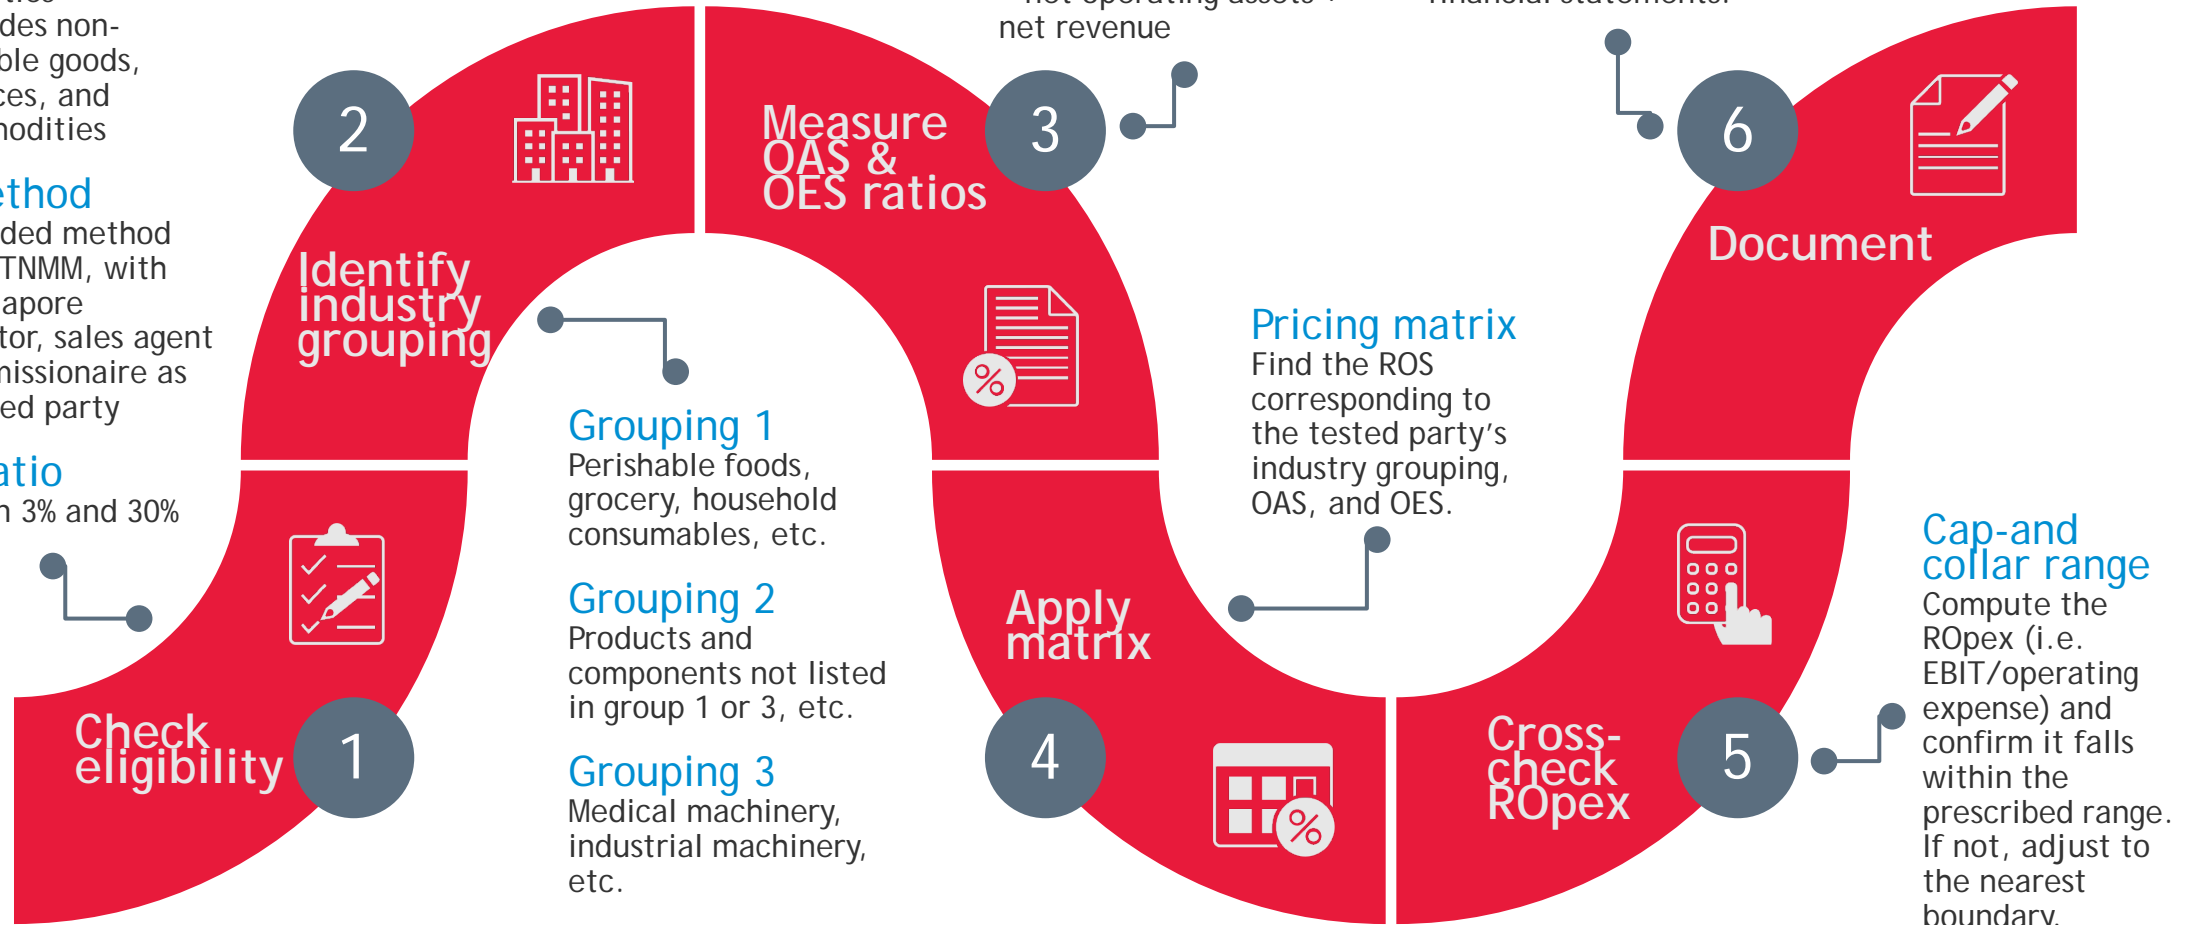 des non-
ble goods,
ces, and
nodities
ethod
ded method
TNMM, with
apore
tor, sales agent
missionaire as
ed party
atio
n 3% and 30%
Check
eligibility
1
2
Identify
industry
grouping
Grouping 1
Perishable foods,
grocery, household
consumables, etc.
Grouping 2
Products and
components not listed
in group 1 or 3, etc.
Grouping 3
Medical machinery,
industrial machinery,
etc.
net operating assets
net revenue
Measure
OAS &
OES ratios
3
Apply
matrix
4
Pricing matrix
Find the ROS
corresponding to
the tested party's
industry grouping,
OAS, and OES.
Cross-
check
ROpex
5
Cap-and
collar range
Compute the
ROpex (i.e.
EBIT/operating
expense) and
confirm it falls
within the
prescribed range.
If not, adjust to
the nearest
boundary.
financial statements.
6
Document